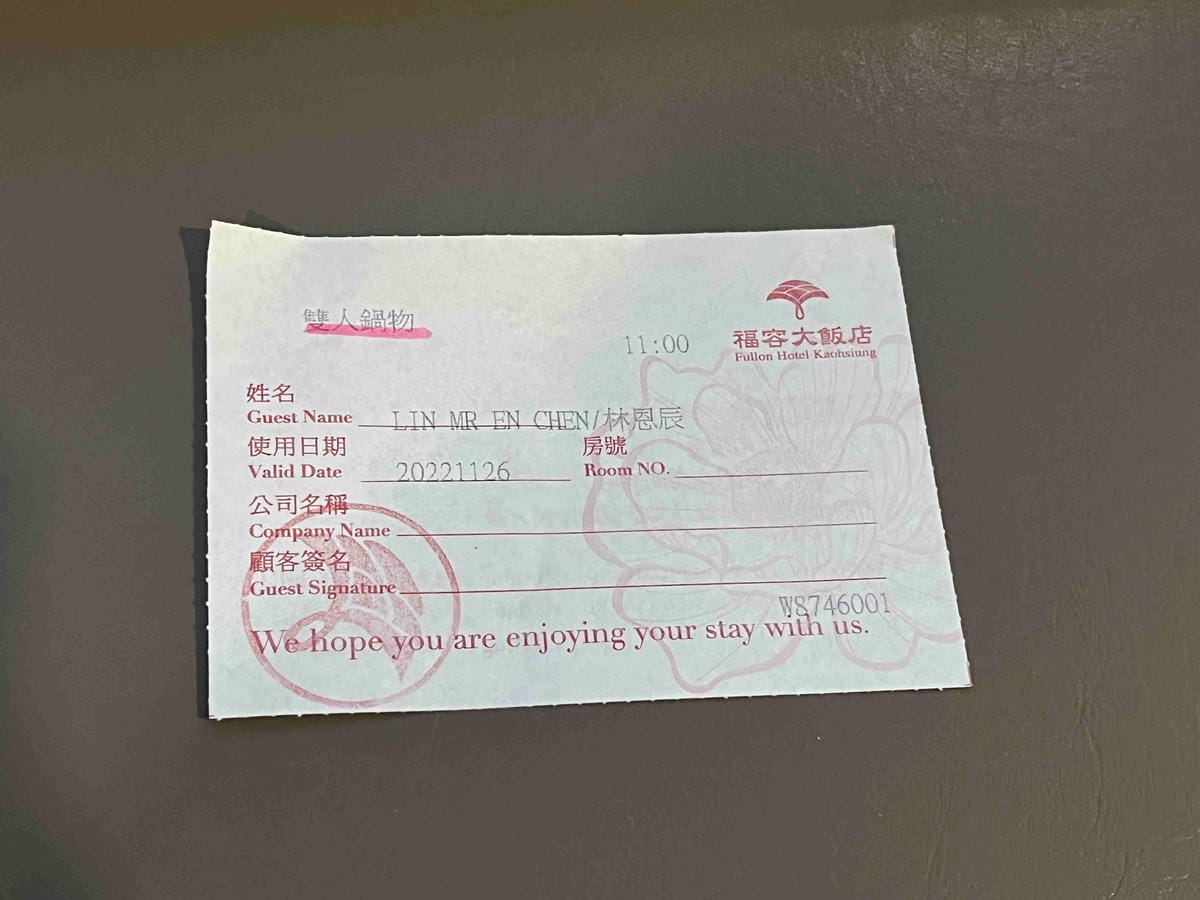 雙人鍋物
11:00
福容大飯店
Fullon Hotel Kaohsiung
姓名
Guest Name LIN MR EN CHEN/林恩辰
使用日期 房號
Valid Date 20221126 Room NO.
公司名稱
Company Name
顧客簽名
Guest Signature
WS746001
We hope you are enjoying your stay with us.